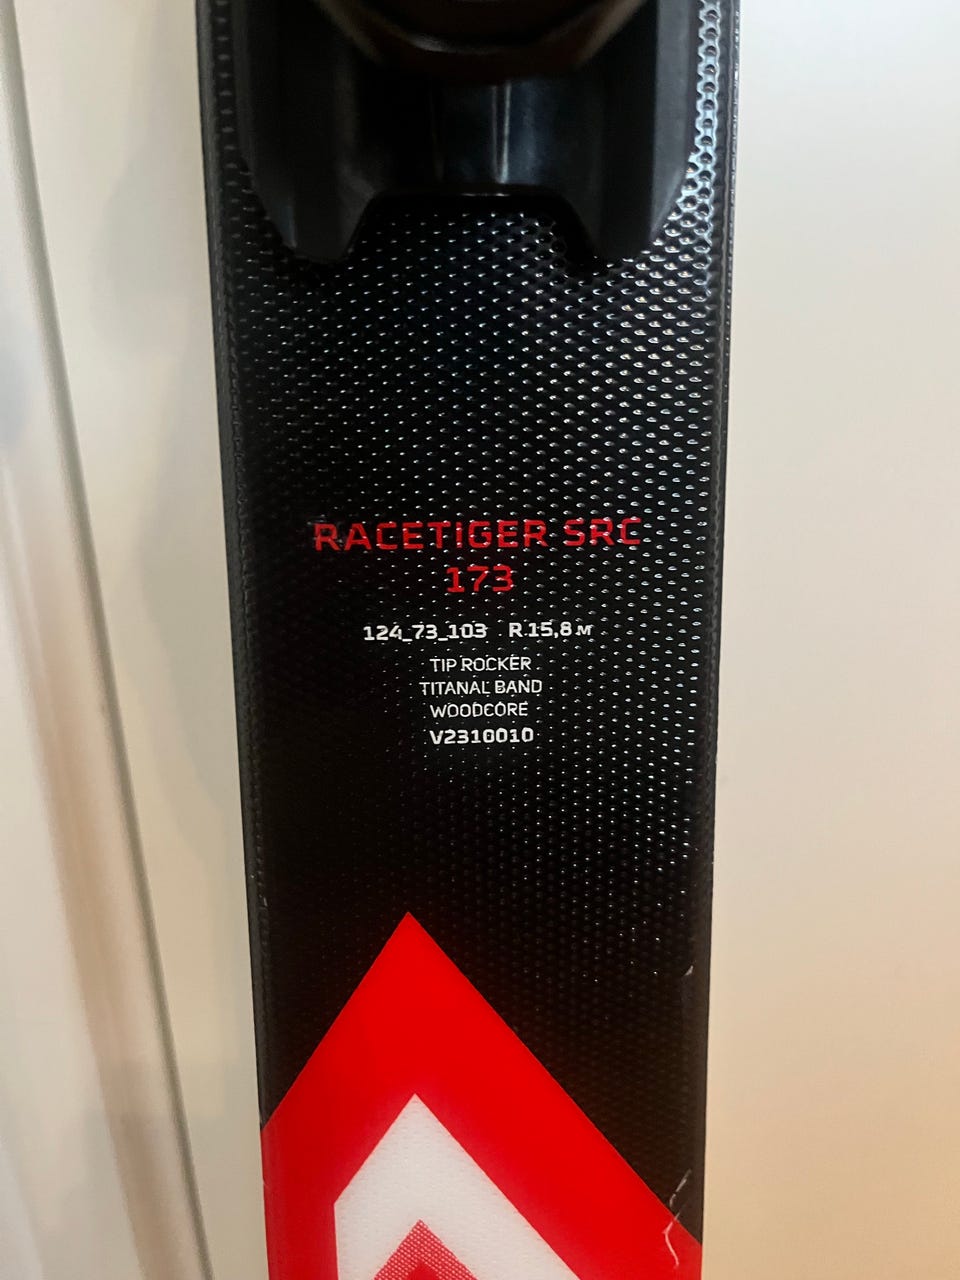 RACETIGER SRC
173
124_73_103 R.15,8 M
TIP ROCKER
TITANAL BAND
WOODCORE
V2310010